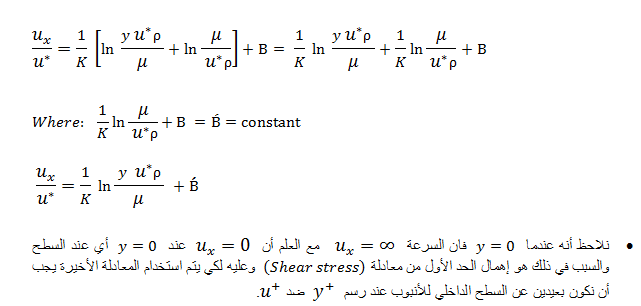 u_x / u* = 1/K [ln y u*ρ / μ + ln μ / u*ρ] + B = 1/K ln y u*ρ / μ + 1/K ln μ / u*ρ + B
Where: 1/K ln μ / u*ρ + B = B́ = constant
u_x / u* = 1/K ln y u*ρ / μ + B́
• نلاحظ أنه عندما y = 0 فان السرعة u_x = ∞ مع العلم أن u_x = 0 عند y = 0 أي عند السطح
والسبب في ذلك هو إهمال الحد الأول من معادلة (Shear stress) وعليه لكي يتم استخدام المعادلة الأخيرة يجب
أن نكون بعيدين عن السطح الداخلي للأنبوب عند رسم y⁺ ضد u⁺.